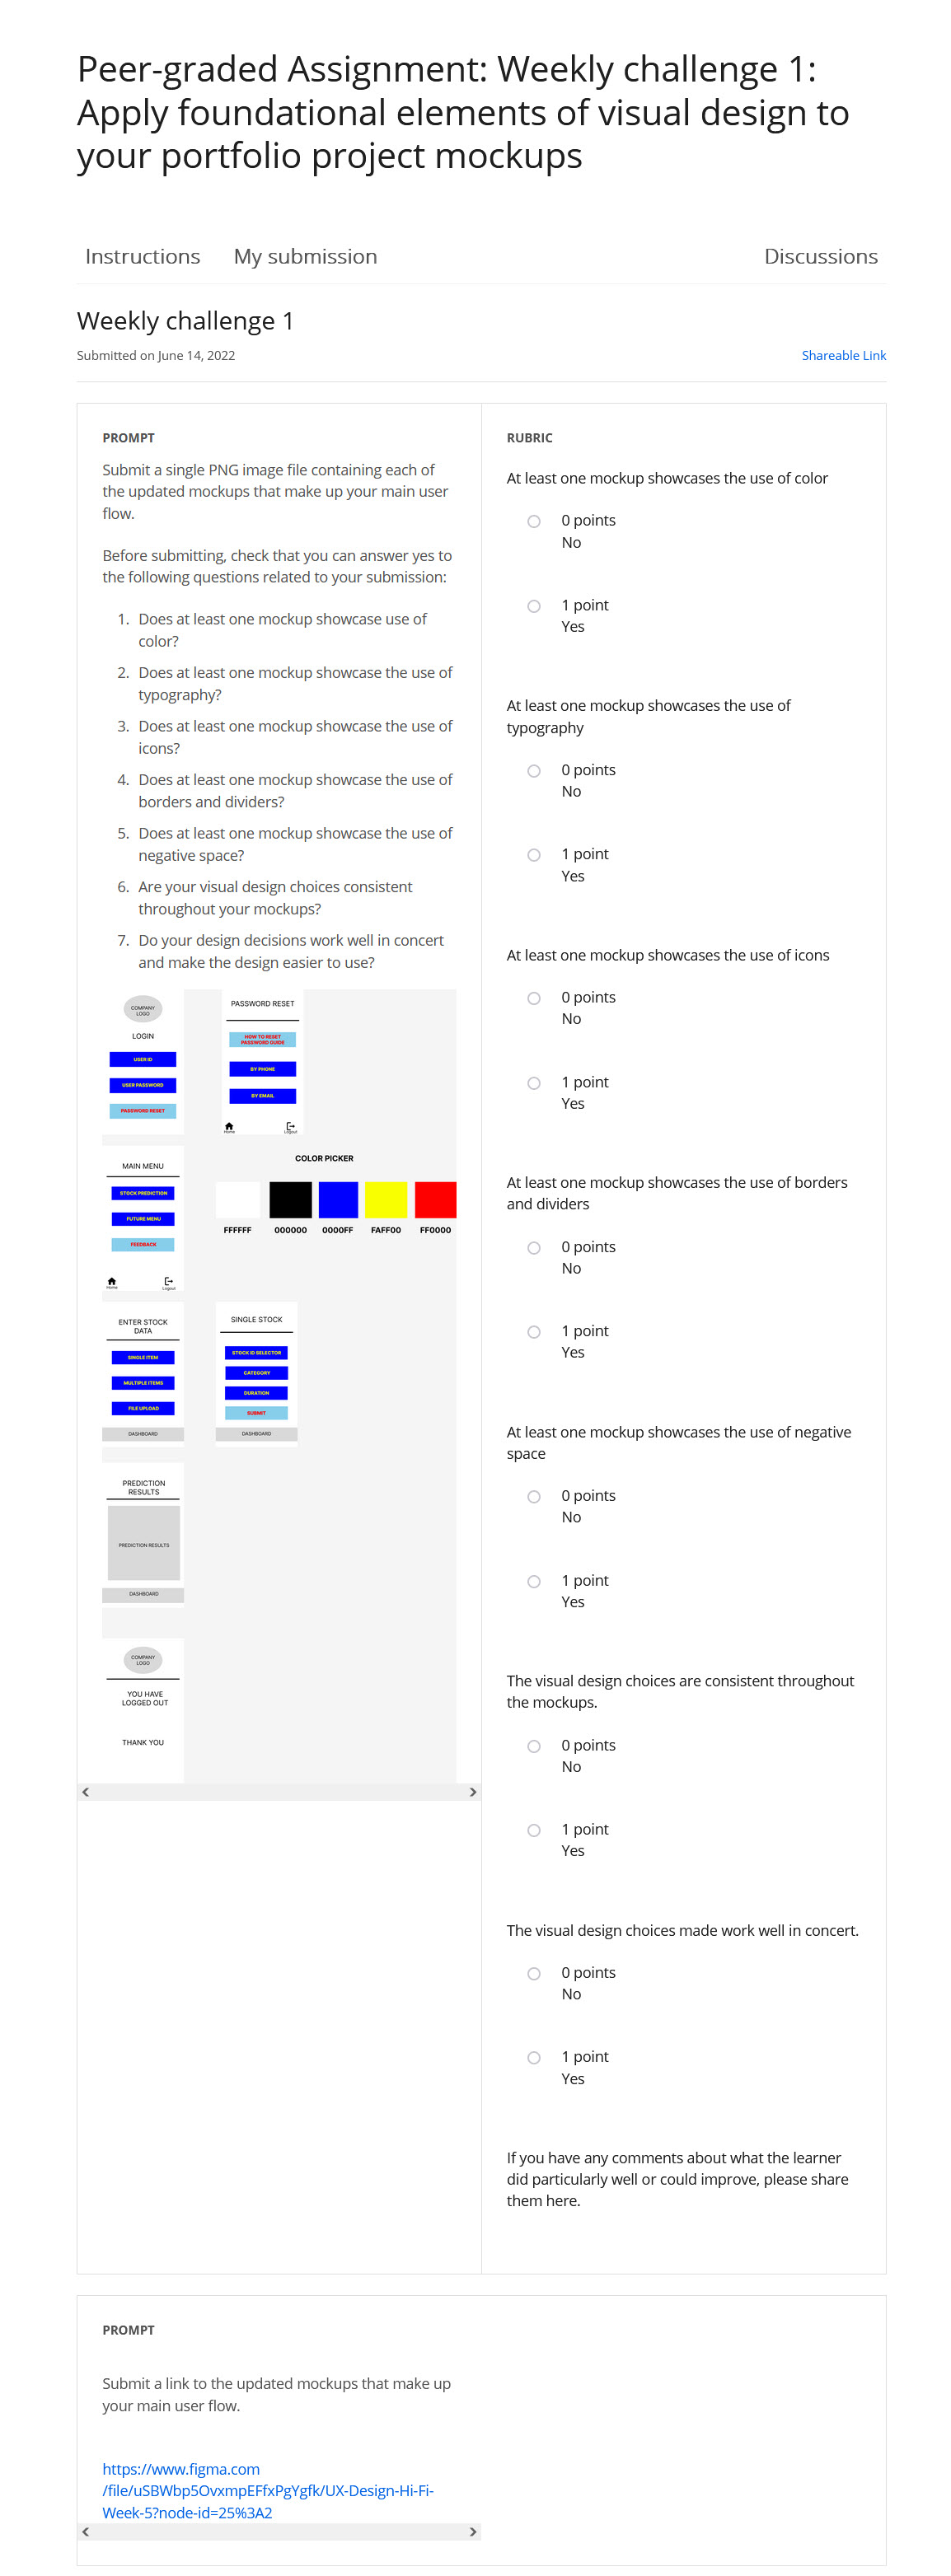 Peer-graded Assignment: Weekly challenge 1:
Apply foundational elements of visual design to
your portfolio project mockups
Instructions
My submission
Discussions
Weekly challenge 1
Submitted on June 14, 2022
Shareable Link
PROMPT
Submit a single PNG image file containing each of
the updated mockups that make up your main user
flow.
Before submitting, check that you can answer yes to
the following questions related to your submission:
1. Does at least one mockup showcase use of
color?
2. Does at least one mockup showcase the use of
typography?
3. Does at least one mockup showcase the use of
icons?
4. Does at least one mockup showcase the use of
borders and dividers?
5. Does at least one mockup showcase the use of
negative space?
6. Are your visual design choices consistent
throughout your mockups?
7. Do your design decisions work well in concert
and make the design easier to use?
COMPANY
LOGO
LOGIN
USER ID
USER PASSWORD
PASSWORD RESET
PASSWORD RESET
HOW TO RESET
PASSWORD GUIDE
BY PHONE
BY EMAIL
Home
Logout
MAIN MENU
STOCK PREDICTION
FUTURE MENU
FEEDBACK
Home
Logout
COLOR PICKER
FFFFFF
000000
0000FF
FAFF00
FF0000
ENTER STOCK
DATA
SINGLE ITEM
MULTIPLE ITEMS
FILE UPLOAD
DASHBOARD
SINGLE STOCK
STOCK ID SELECTOR
CATEGORY
DURATION
SUBMIT
DASHBOARD
PREDICTION
RESULTS
PREDICTION RESULTS
DASHBOARD
COMPANY
LOGO
YOU HAVE
LOGGED OUT
THANK YOU
RUBRIC
At least one mockup showcases the use of color
0 points
No
1 point
Yes
At least one mockup showcases the use of
typography
0 points
No
1 point
Yes
At least one mockup showcases the use of icons
0 points
No
1 point
Yes
At least one mockup showcases the use of borders
and dividers
0 points
No
1 point
Yes
At least one mockup showcases the use of negative
space
0 points
No
1 point
Yes
The visual design choices are consistent throughout
the mockups.
0 points
No
1 point
Yes
The visual design choices made work well in concert.
0 points
No
1 point
Yes
If you have any comments about what the learner
did particularly well or could improve, please share
them here.
PROMPT
Submit a link to the updated mockups that make up
your main user flow.
https://www.figma.com
/file/uSBWbp5OvxmpEFfxPgYgfk/UX-Design-Hi-Fi-
Week-5?node-id=25%3A2